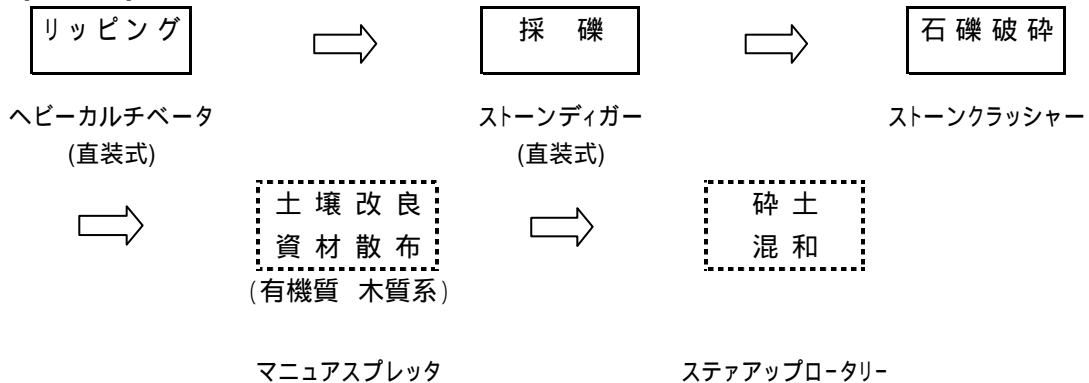 リッピング
採 礫
石礫破砕
ヘビーカルチベータ
(直装式)
ストーンディガー
(直装式)
ストーンクラッシャー
土壌改良
資材散布
(有機質 木質系)
砕土
混和
マニュアスプレッタ
ステァアップロータリー